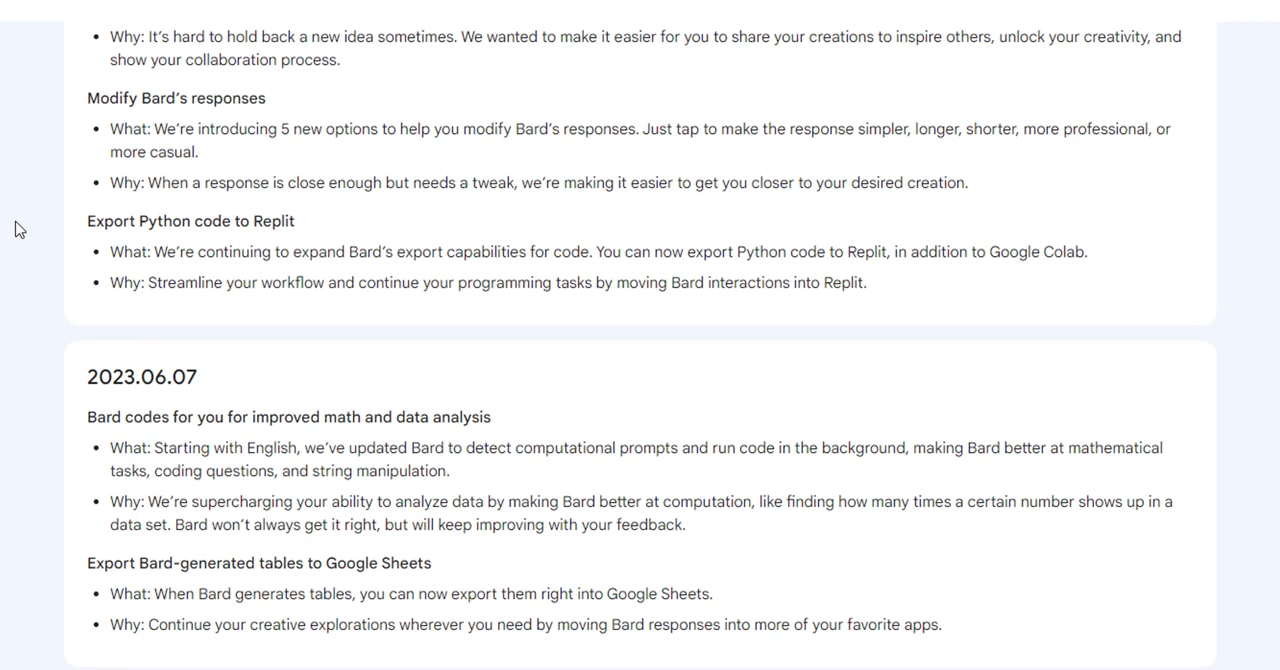 • Why: It’s hard to hold back a new idea sometimes. We wanted to make it easier for you to share your creations to inspire others, unlock your creativity, and
show your collaboration process.
Modify Bard’s responses
• What: We’re introducing 5 new options to help you modify Bard’s responses. Just tap to make the response simpler, longer, shorter, more professional, or
more casual.
• Why: When a response is close enough but needs a tweak, we’re making it easier to get you closer to your desired creation.
Export Python code to Replit
• What: We’re continuing to expand Bard’s export capabilities for code. You can now export Python code to Replit, in addition to Google Colab.
• Why: Streamline your workflow and continue your programming tasks by moving Bard interactions into Replit.
2023.06.07
Bard codes for you for improved math and data analysis
• What: Starting with English, we’ve updated Bard to detect computational prompts and run code in the background, making Bard better at mathematical
tasks, coding questions, and string manipulation.
• Why: We’re supercharging your ability to analyze data by making Bard better at computation, like finding how many times a certain number shows up in a
data set. Bard won’t always get it right, but will keep improving with your feedback.
Export Bard-generated tables to Google Sheets
• What: When Bard generates tables, you can now export them right into Google Sheets.
• Why: Continue your creative explorations wherever you need by moving Bard responses into more of your favorite apps.